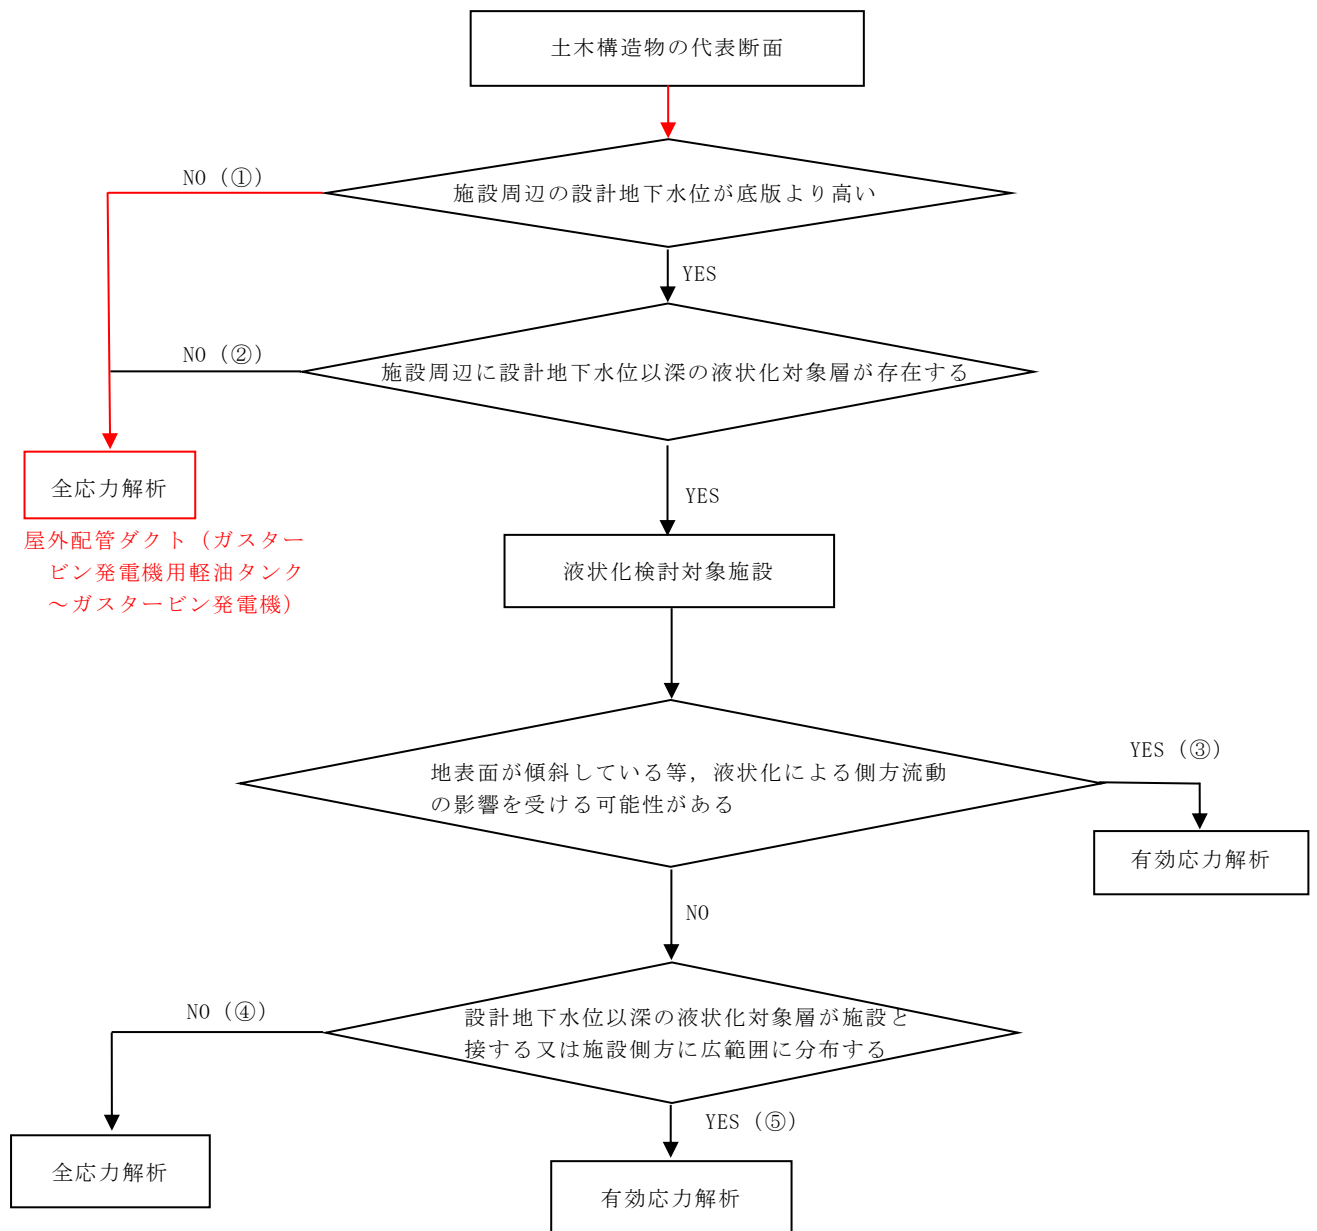 土木構造物の代表断面
NO（①）
施設周辺の設計地下水位が底版より高い
YES
NO（②）
施設周辺に設計地下水位以深の液状化対象層が存在する
全応力解析
屋外配管ダクト（ガスター
ビン発電機用軽油タンク
～ガスタービン発電機）
YES
液状化検討対象施設
地表面が傾斜している等，液状化による側方流動
の影響を受ける可能性がある
YES（③）
有効応力解析
NO
NO（④）
設計地下水位以深の液状化対象層が施設と
接する又は施設側方に広範囲に分布する
YES（⑤）
全応力解析
有効応力解析